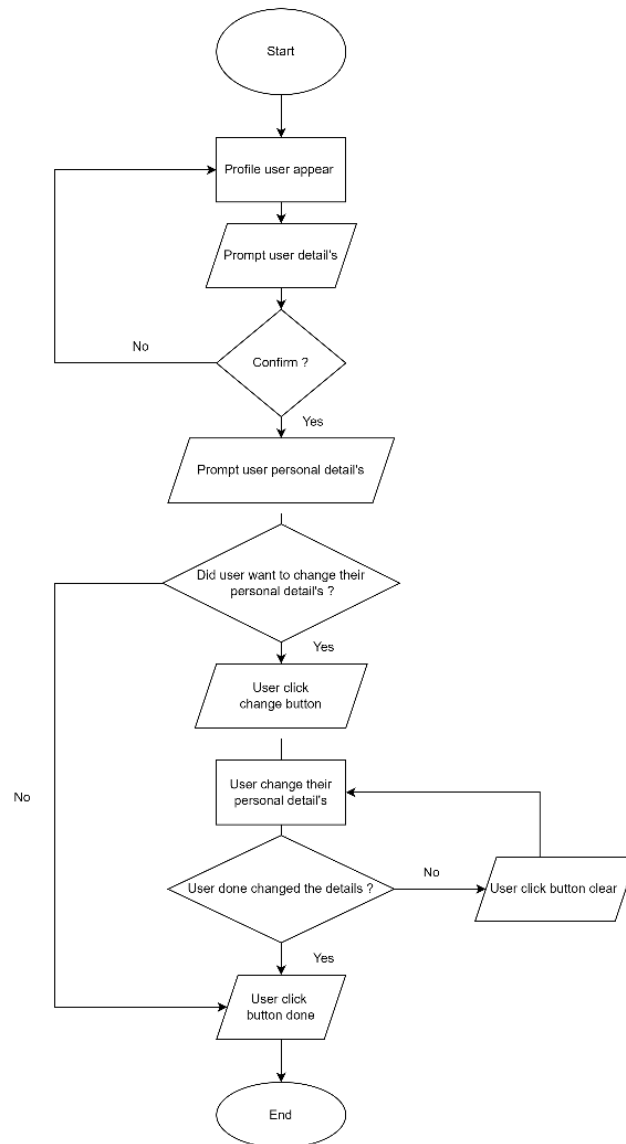 Start
Profile user appear
Prompt user detail's
No
Confirm ?
Yes
Prompt user personal detail's
Did user want to change their
personal detail's ?
Yes
User click
change button
No
User change their
personal detail's
User done changed the details ?
No
User click button clear
Yes
User click
button done
End